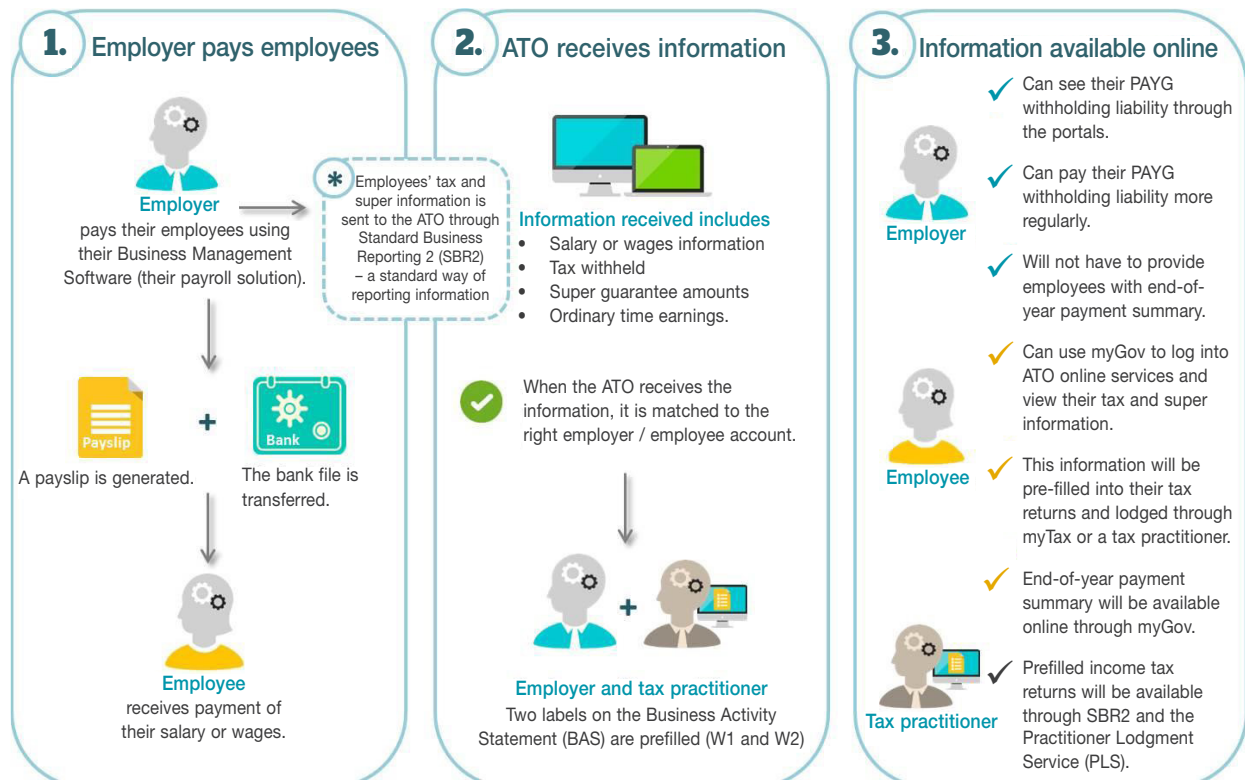 1. Employer pays employees
Employer
pays their employees using
their Business Management
Software (their payroll solution).
Payslip
+
Bank
A payslip is generated.
The bank file is
transferred.
Employee
receives payment of
their salary or wages.
*
Employees' tax and
super information is
sent to the ATO through
Standard Business
Reporting 2 (SBR2)
– a standard way of
reporting information
2. ATO receives information
Information received includes
• Salary or wages information
• Tax withheld
• Super guarantee amounts
• Ordinary time earnings.
When the ATO receives the
information, it is matched to the
right employer / employee account.
+
Employer and tax practitioner
Two labels on the Business Activity
Statement (BAS) are prefilled (W1 and W2)
3. Information available online
Employer
Can see their PAYG
withholding liability through
the portals.
Can pay their PAYG
withholding liability more
regularly.
Will not have to provide
employees with end-of-
year payment summary.
Employee
Can use myGov to log into
ATO online services and
view their tax and super
information.
This information will be
pre-filled into their tax
returns and lodged through
myTax or a tax practitioner.
End-of-year payment
summary will be available
online through myGov.
Tax practitioner
Prefilled income tax
returns will be available
through SBR2 and the
Practitioner Lodgment
Service (PLS).